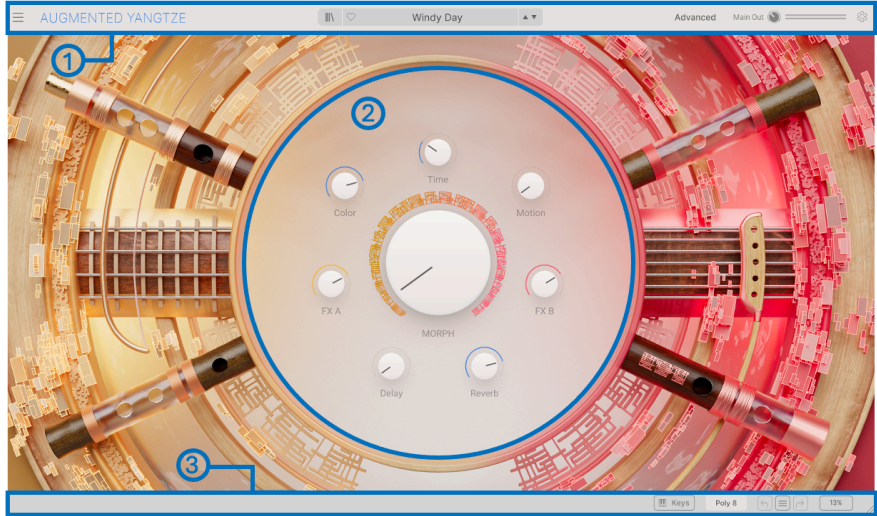 AUGMENTED YANGTZE
Windy Day
Advanced
Main Out
1
2
Time
Color
Motion
FX A
FX B
MORPH
Delay
Reverb
3
Keys
Poly 8
13%